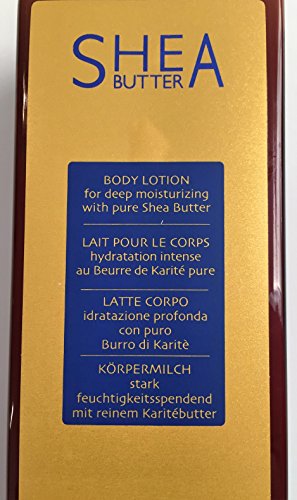 SHEA
BUTTER
BODY LOTION
for deep moisturizing
with pure Shea Butter
LAIT POUR LE CORPS
hydratation intense
au Beurre de Karité pure
LATTE CORPO
idratazione profonda
con puro
Burro di Karitè
KÖRPERMILCH
stark
feuchtigkeitsspendend
mit reinem Karitébutter